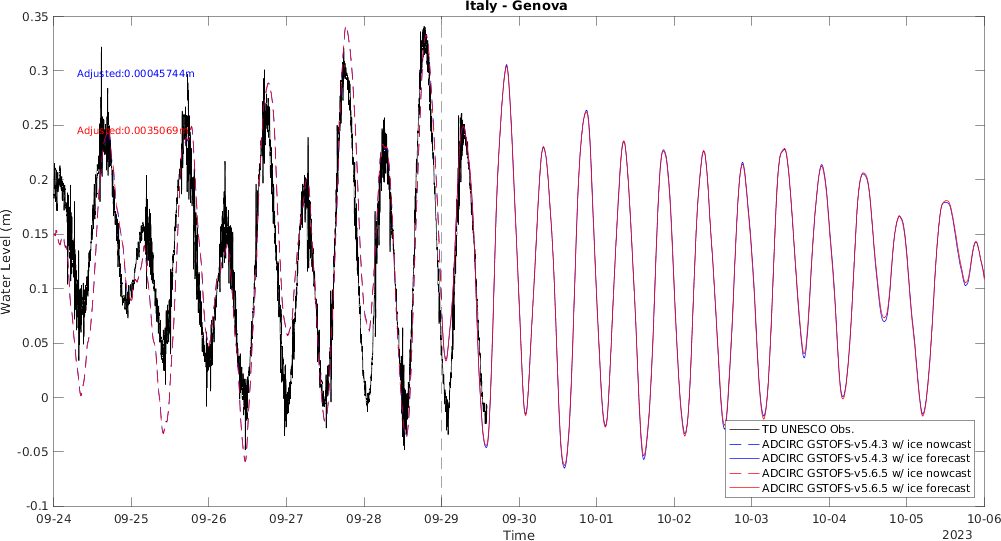 Italy - Genova
0.35
0.3
0.25
0.2
0.15
0.1
0.05
0
-0.05
-0.1
Water Level (m)
Adjusted:0.00045744m
Adjusted:0.0035069m
TD UNESCO Obs.
ADCIRC GSTOFS-v5.4.3 w/ ice nowcast
ADCIRC GSTOFS-v5.4.3 w/ ice forecast
ADCIRC GSTOFS-v5.6.5 w/ ice nowcast
ADCIRC GSTOFS-v5.6.5 w/ ice forecast
09-24 09-25 09-26 09-27 09-28 09-29 09-30 10-01 10-02 10-03 10-04 10-05 10-06
Time
2023